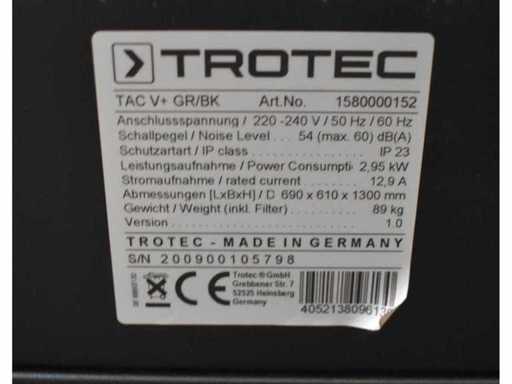 TROTEC
TAC V+ GR/BK Art.No. 1580000152
Anschlussspannung / 220 -240 V / 50 Hz / 60 Hz
Schallpegel / Noise Level . . . . 54 (max. 60) dB(A)
Schutzart / IP class . . . . . . . . . . . . . . . . . . IP 23
Leistungsaufnahme / Power Consumpti 2,95 kW
Stromaufnahme / rated current . . . . . . . . . 12,9 A
Abmessungen [LxBxH] / D 690 x 610 x 1300 mm
Gewicht / Weight (inkl. Filter) . . . . . . . . . . . . 89 kg
Version . . . . . . . . . . . . . . . . . . . . . . . . . . . . 1.0
TROTEC - MADE IN GERMANY
S/N 200900105798
Trotec® GmbH
Grebbener Str. 7
52525 Heinsberg
Germany
CE